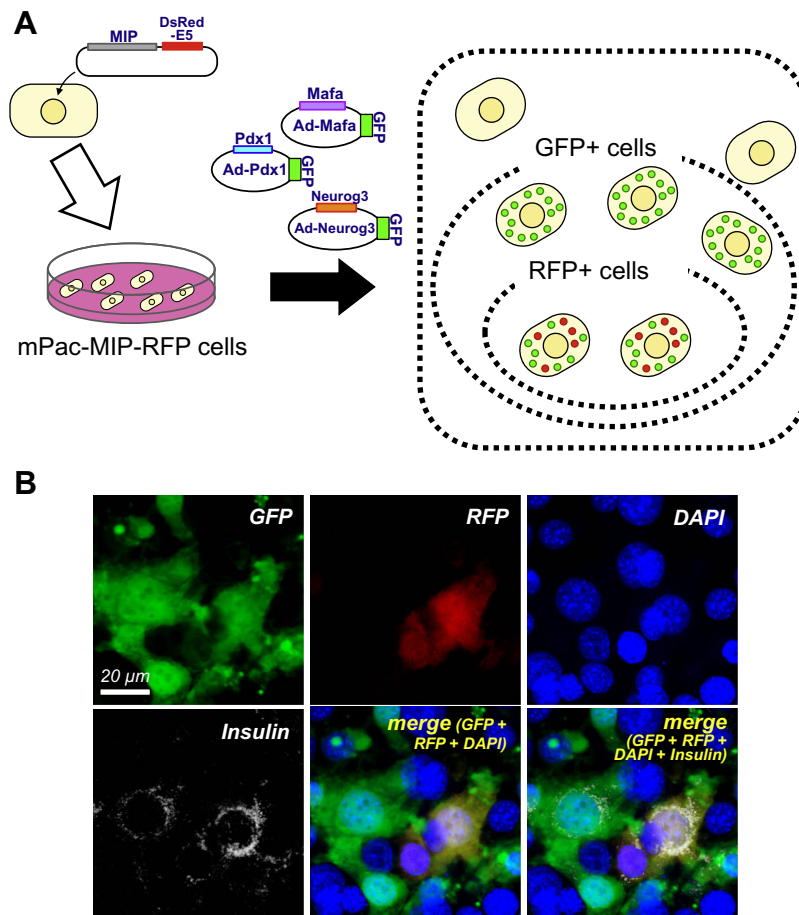 A
MIP
DsRed
-E5
Mafa
Ad-Mafa
GFP
Pdx1
Ad-Pdx1
GFP
Neurog3
Ad-Neurog3
GFP
mPac-MIP-RFP cells
GFP+ cells
RFP+ cells
B
GFP
20 μm
RFP
DAPI
Insulin
merge (GFP +
RFP + DAPI)
merge
(GFP + RFP +
DAPI + Insulin)